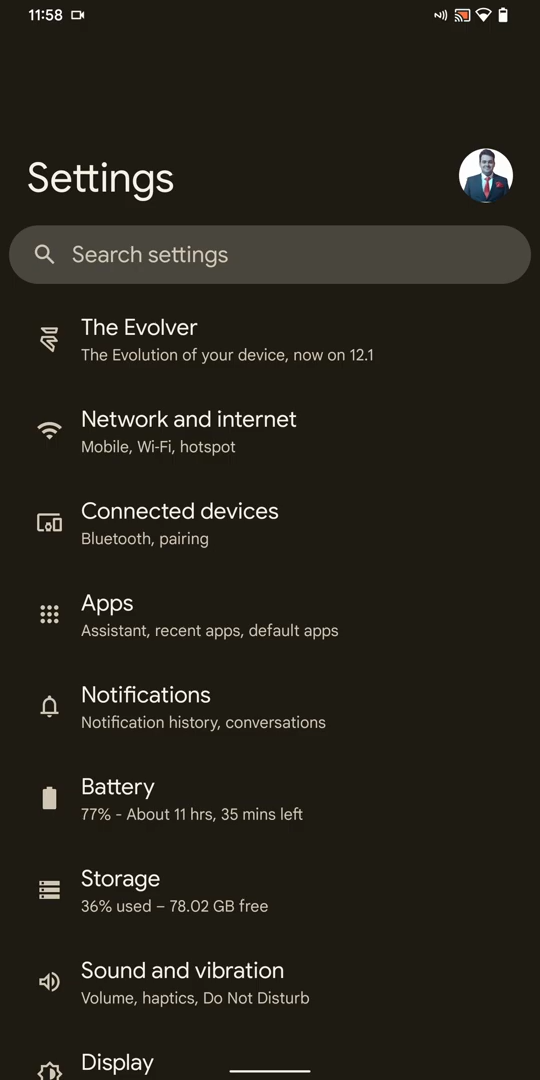 11:58
Settings
Search settings
The Evolver
The Evolution of your device, now on 12.1
Network and internet
Mobile, Wi-Fi, hotspot
Connected devices
Bluetooth, pairing
Apps
Assistant, recent apps, default apps
Notifications
Notification history, conversations
Battery
77% - About 11 hrs, 35 mins left
Storage
36% used – 78.02 GB free
Sound and vibration
Volume, haptics, Do Not Disturb
Display